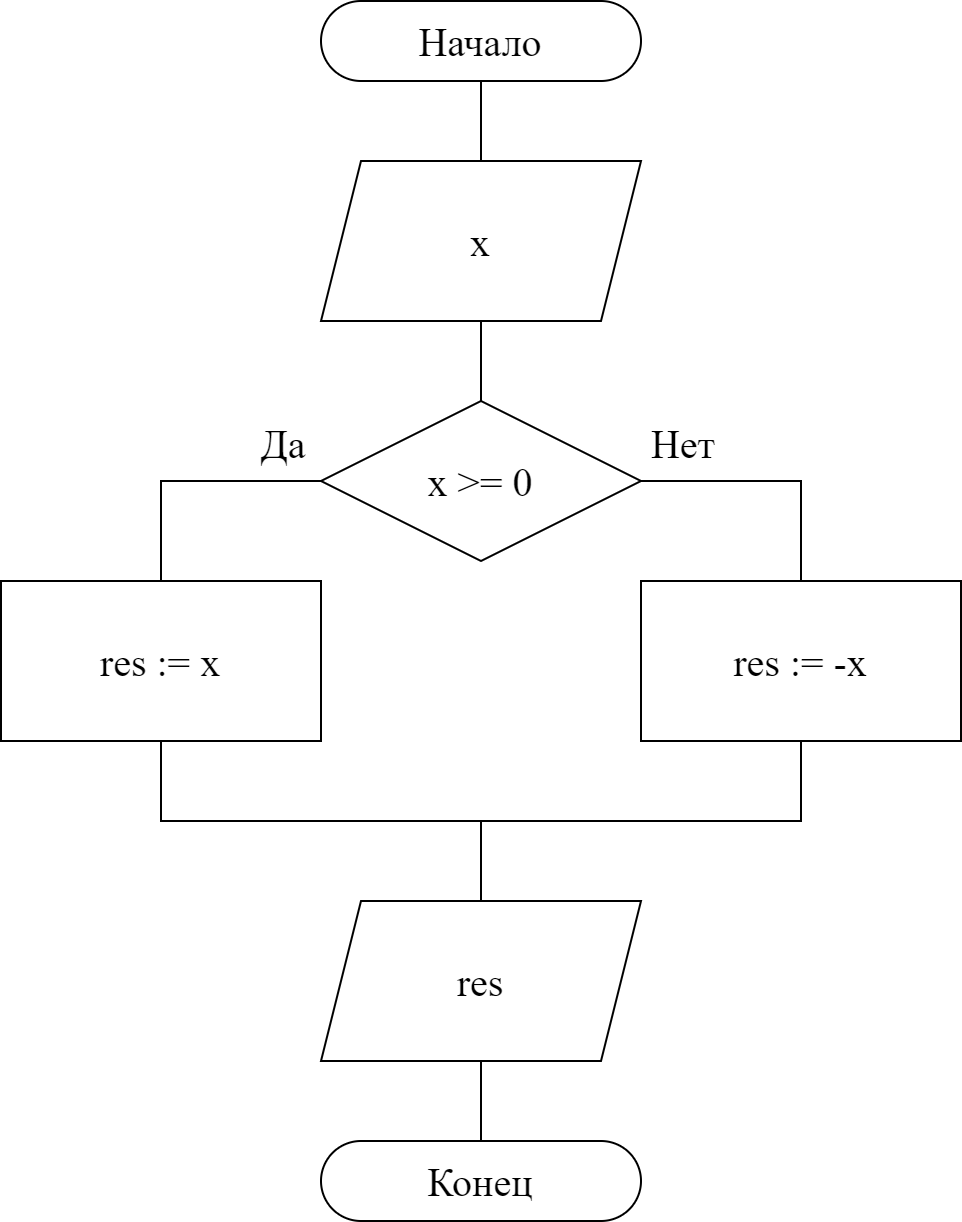 Начало
x
Да
Нет
x >= 0
res := x
res := -x
res
Конец